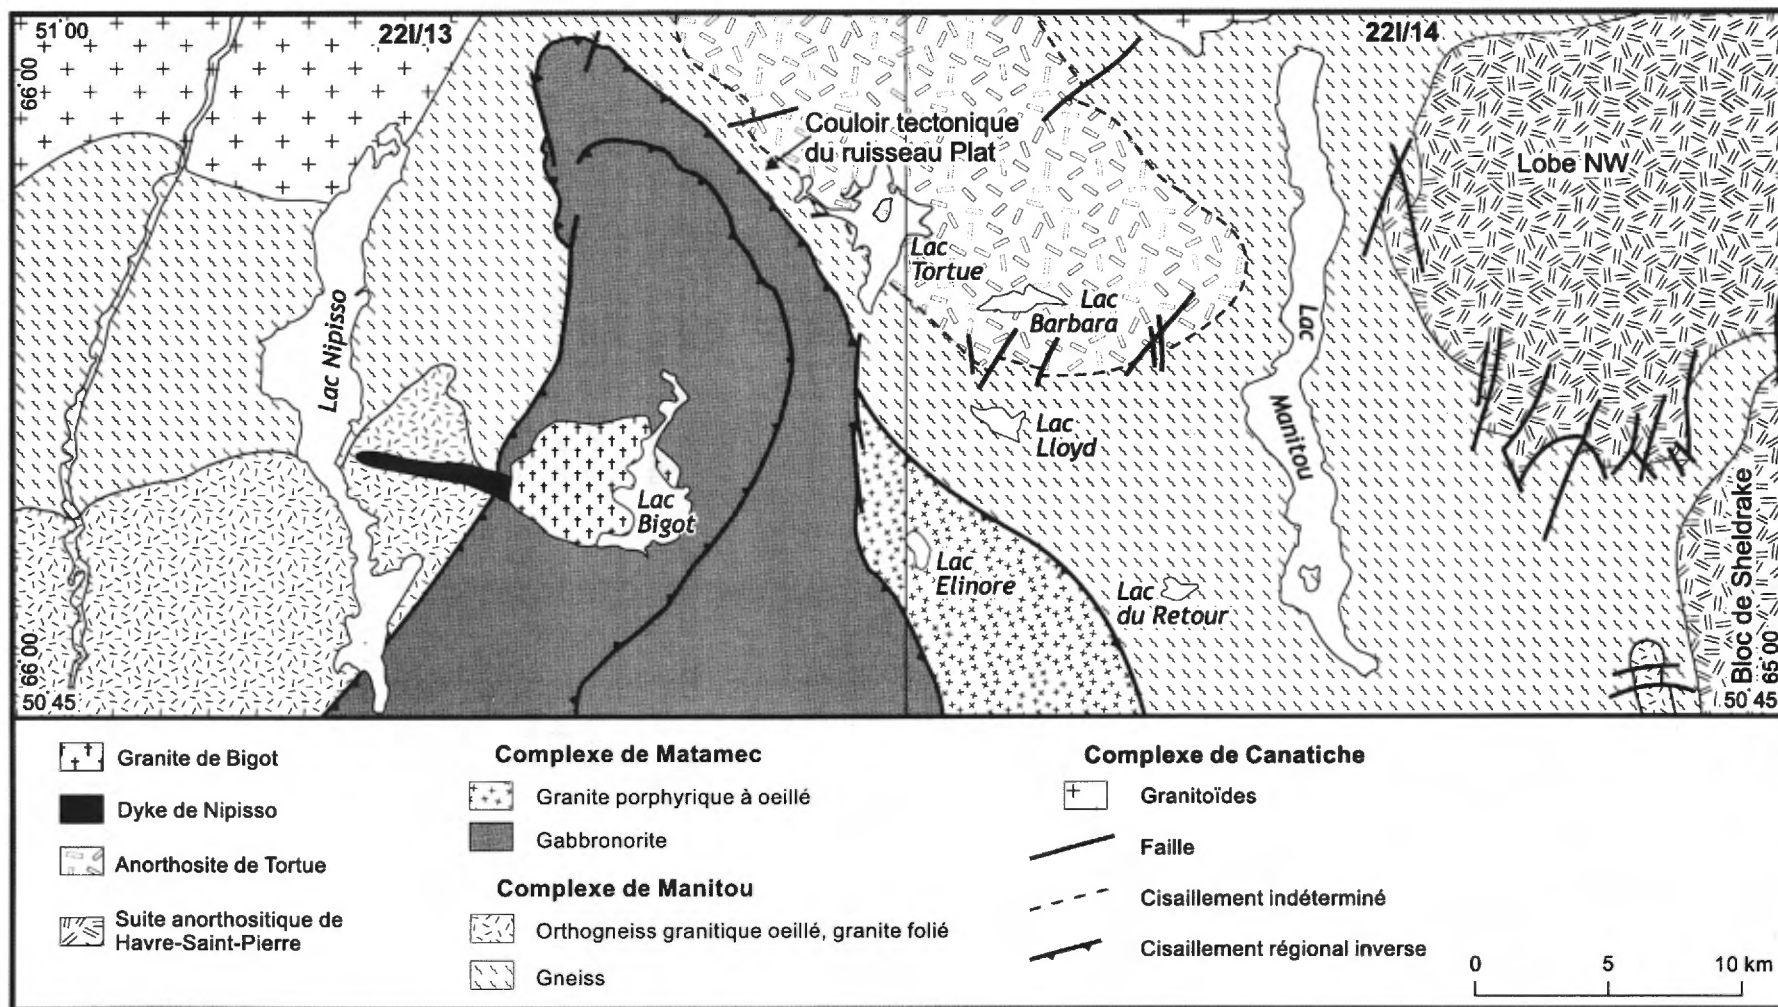 51°00
22I/13
22I/14
66°00
Couloir tectonique
du ruisseau Plat
Lobe NW
Lac
Tortue
Lac Nipisso
Lac
Barbara
Lac
Manitou
Lac
Lloyd
Lac
Bigot
Lac
Elinore
Lac
du Retour
Bloc de Sheldrake
66°00
50°45
65°00
50°45
Granite de Bigot
Dyke de Nipisso
Anorthosite de Tortue
Suite anorthositique de
Havre-Saint-Pierre
Complexe de Matamec
Granite porphyrique à oeillé
Gabbronorite
Complexe de Manitou
Orthogneiss granitique oeillé, granite folié
Gneiss
Complexe de Canatiche
Granitoïdes
Faille
Cisaillement indéterminé
Cisaillement régional inverse
0 5 10 km